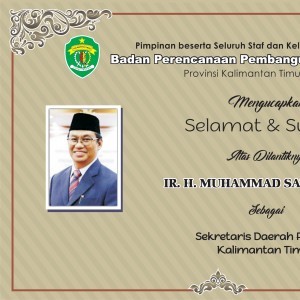 Pimpinan beserta Seluruh Staf dan Kel
Badan Perencanaan Pembangu
Provinsi Kalimantan Timu
Mengucapkan
Selamat & Su
Atas Dilantikny
IR. H. MUHAMMAD SA
Sebagai
Sekretaris Daerah P
Kalimantan Tim